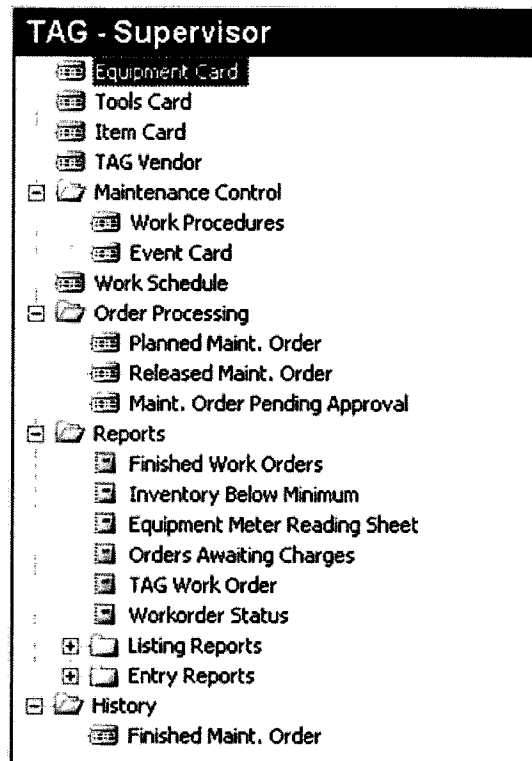 TAG - Supervisor
Equipment Card
Tools Card
Item Card
TAG Vendor
Maintenance Control
Work Procedures
Event Card
Work Schedule
Order Processing
Planned Maint. Order
Released Maint. Order
Maint. Order Pending Approval
Reports
Finished Work Orders
Inventory Below Minimum
Equipment Meter Reading Sheet
Orders Awaiting Charges
TAG Work Order
Workorder Status
Listing Reports
Entry Reports
History
Finished Maint. Order